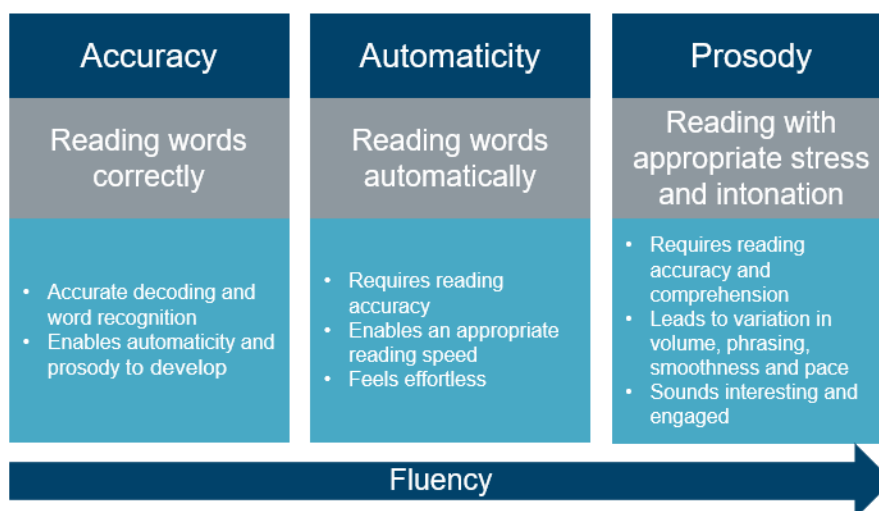 Accuracy
Reading words
correctly
• Accurate decoding and
word recognition
• Enables automaticity and
prosody to develop
Automaticity
Reading words
automatically
• Requires reading
accuracy
• Enables an appropriate
reading speed
• Feels effortless
Prosody
Reading with
appropriate stress
and intonation
• Requires reading
accuracy and
comprehension
• Leads to variation in
volume, phrasing,
smoothness and pace
• Sounds interesting and
engaged
Fluency